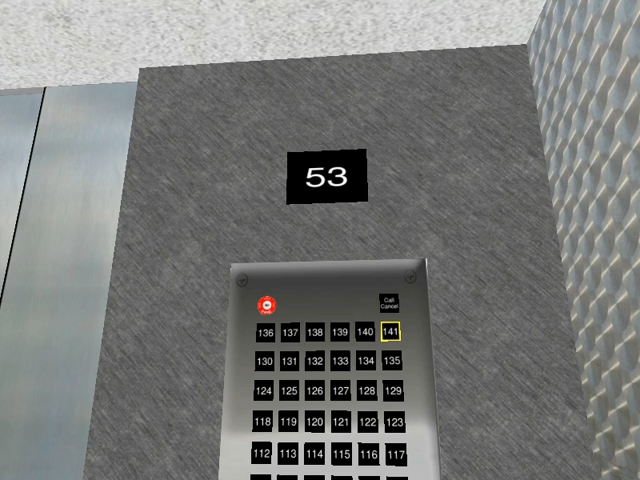 53
Call
Cancel
136 137 138 139 140 141
130 131 132 133 134 135
124 125 126 127 128 129
118 119 120 121 122 123
112 113 114 115 116 117